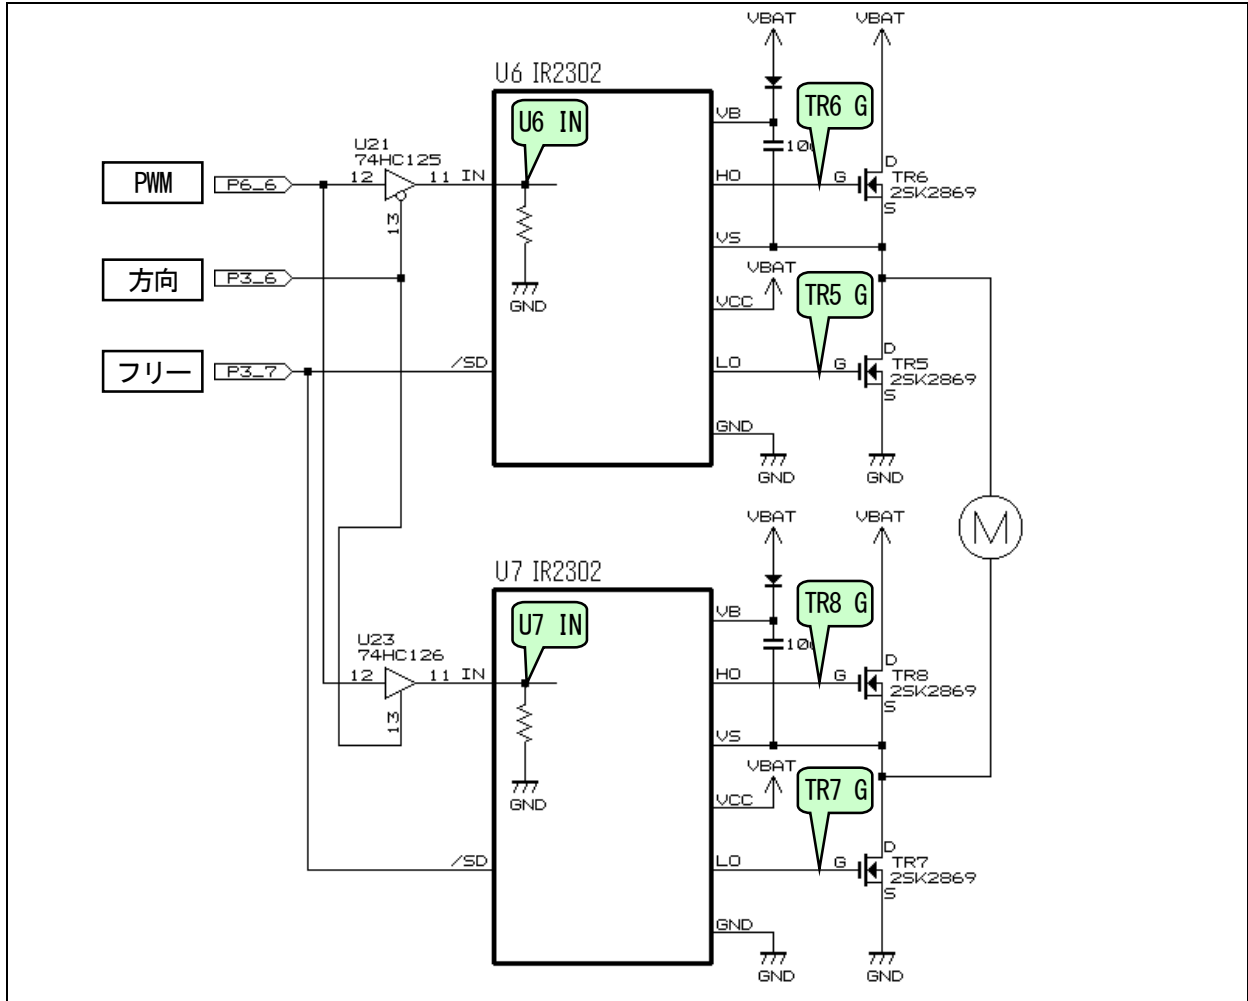 VBAT
VBAT
U6 IR2302
U6 IN
VB
TR6 G
U21
74HC125
PWM
P6_6
12
11
IN
13
HO
G
D
TR6
2SK2869
S
方向
P3_6
GND
VS
VBAT
VCC
TR5 G
フリー
P3_7
/SD
LO
G
D
TR5
2SK2869
S
GND
GND
GND
M
VBAT
VBAT
U7 IR2302
U7 IN
VB
TR8 G
U23
74HC126
12
11
IN
13
HO
G
D
TR8
2SK2869
S
GND
VS
VBAT
VCC
TR7 G
/SD
LO
G
D
TR7
2SK2869
S
GND
GND
GND